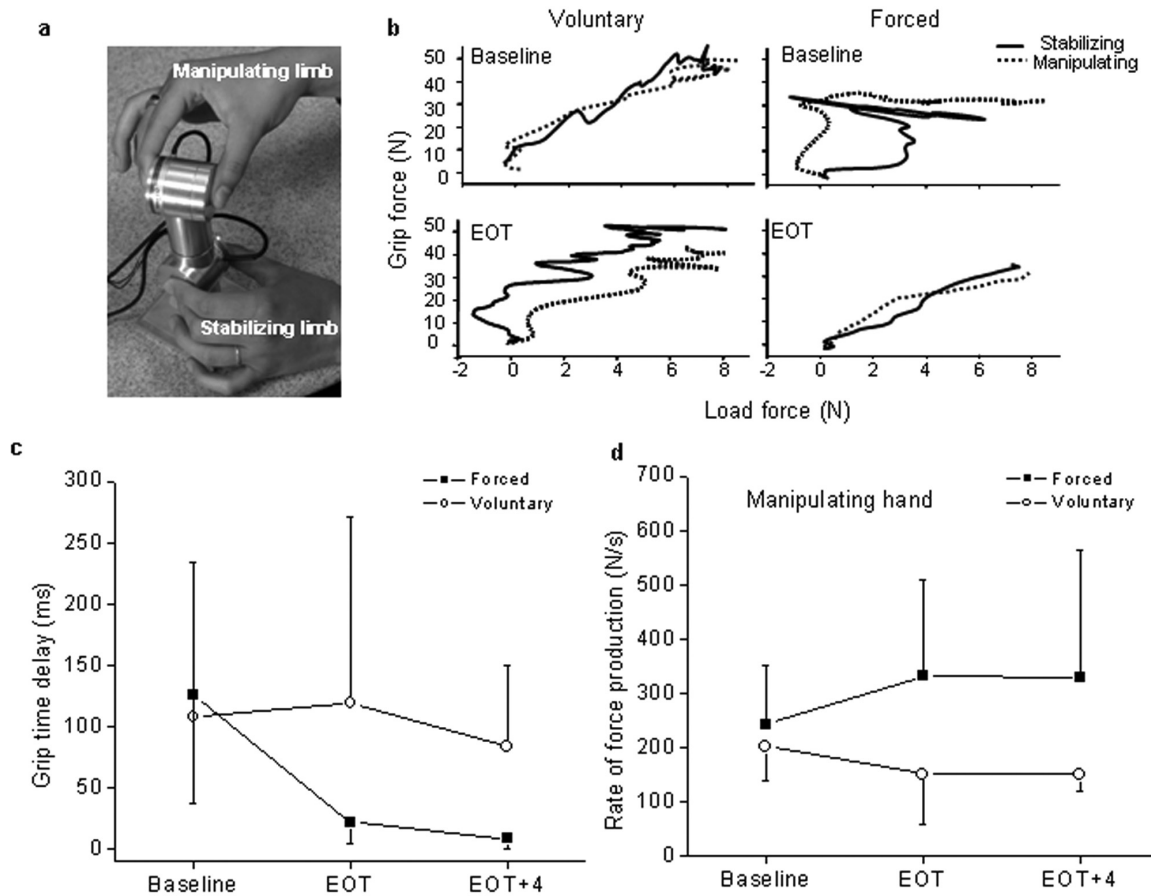 a
Manipulating limb
Stabilizing limb
b
Voluntary
Forced
Baseline
Baseline
Stabilizing
Manipulating
Grip force (N)
50
40
30
20
10
0
EOT
EOT
50
40
30
20
10
0
-2 0 2 4 6 8
-2 0 2 4 6 8
Load force (N)
c
Forced
Voluntary
Grip time delay (ms)
300
250
200
150
100
50
0
Baseline EOT EOT+4
d
Manipulating hand
Forced
Voluntary
Rate of force production (N/s)
700
600
500
400
300
200
100
0
Baseline EOT EOT+4